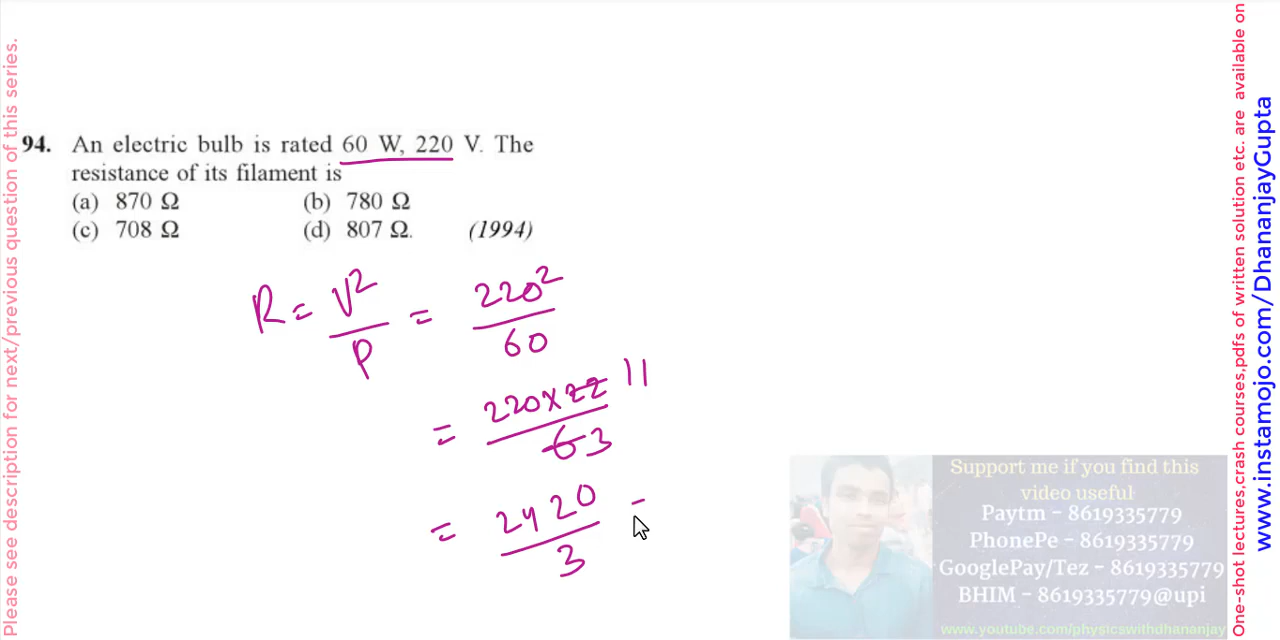 Please see description for next/previous question of this series.
94. An electric bulb is rated 60 W, 220 V. The
resistance of its filament is
(a) 870 Ω (b) 780 Ω
(c) 708 Ω (d) 807 Ω. (1994)
R = V² / P = 220² / 60
= 220 × 22 11 / 6 3
= 2420 / 3 =
Support me if you find this
video useful
Paytm - 8619335779
PhonePe - 8619335779
GooglePay/Tez - 8619335779
BHIM - 8619335779@upi
www.youtube.com/physicswithdhananjay
One-shot lectures,crash courses,pdfs of written solution etc. are available on
www.instamojo.com/DhananjayGupta